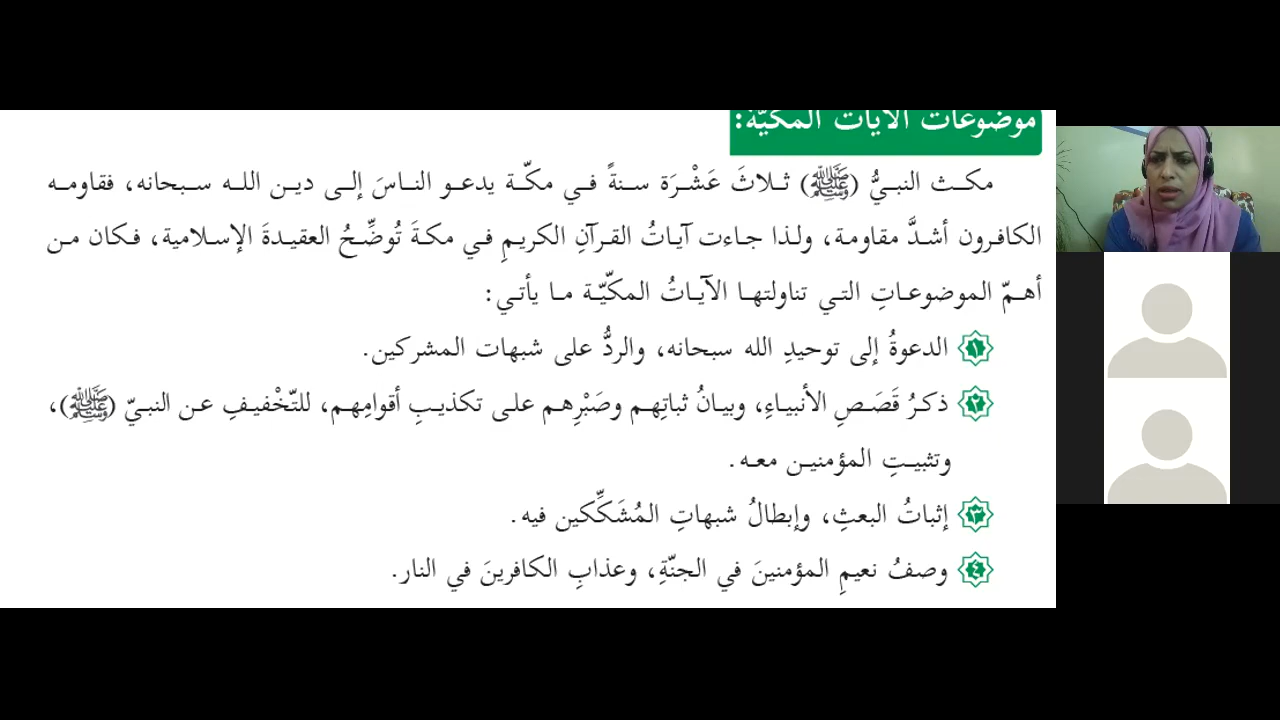 موضوعات الآيات المكيّة:
مكث النبيُّ (ﷺ) ثلاثَ عَشْرَة سنةً في مكّة يدعو الناسَ إلى دين الله سبحانه، فقاومه
الكافرون أشدَّ مقاومة، ولذا جاءت آياتُ القرآنِ الكريمِ في مكةَ تُوضِّحُ العقيدةَ الإسلامية، فكان من
أهمّ الموضوعاتِ التي تناولتها الآياتُ المكيّة ما يأتي:
١ الدعوةُ إلى توحيدِ الله سبحانه، والردُّ على شبهات المشركين.
٢ ذكرُ قَصَصِ الأنبياءِ، وبيانُ ثباتِهم وصَبْرِهم على تكذيبِ أقوامِهم، للتّخْفيفِ عن النبيّ (ﷺ)،
وتثبيتِ المؤمنين معه.
٣ إثباتُ البعثِ، وإبطالُ شبهاتِ المُشَكِّكين فيه.
٤ وصفُ نعيمِ المؤمنينَ في الجنّةِ، وعذابِ الكافرينَ في النار.